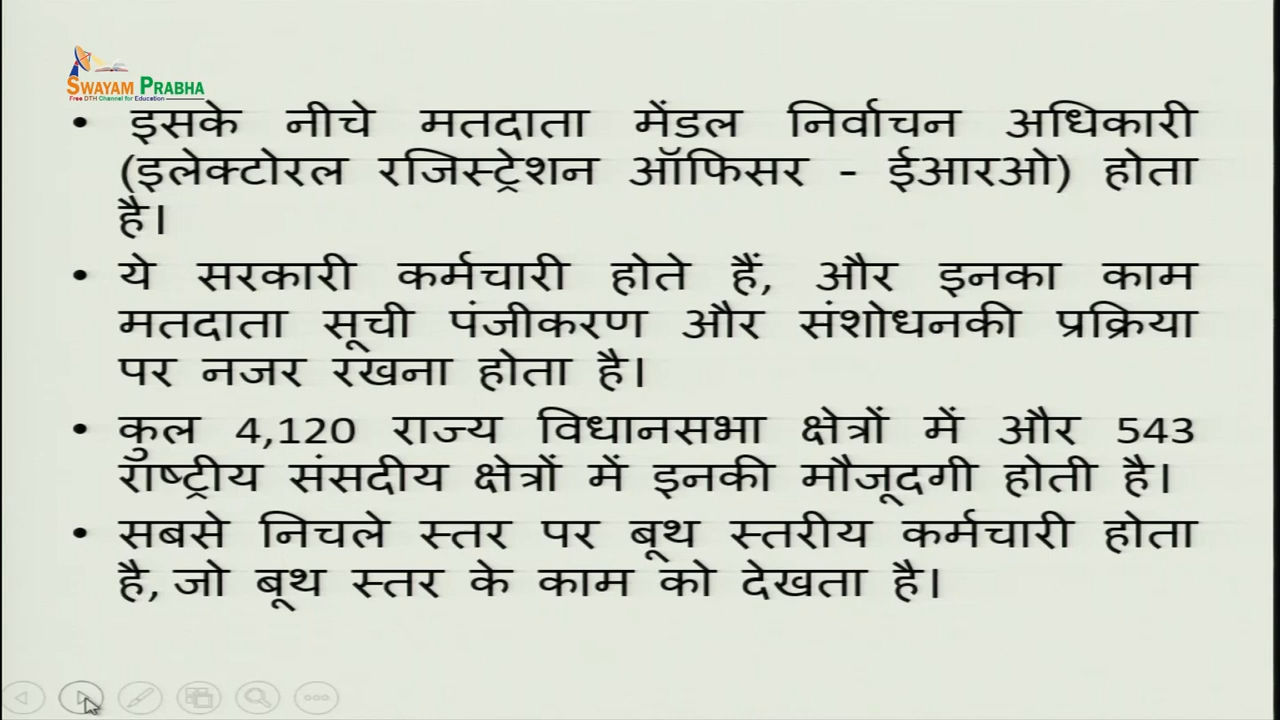 SWAYAM PRABHA
Free DTH Channel for Education
• इसके नीचे मतदाता मेंडल निर्वाचन अधिकारी
(इलेक्टोरल रजिस्ट्रेशन ऑफिसर - ईआरओ) होता
है।
• ये सरकारी कर्मचारी होते हैं, और इनका काम
मतदाता सूची पंजीकरण और संशोधनकी प्रक्रिया
पर नजर रखना होता है।
• कुल 4,120 राज्य विधानसभा क्षेत्रों में और 543
राष्ट्रीय संसदीय क्षेत्रों में इनकी मौजूदगी होती है।
• सबसे निचले स्तर पर बूथ स्तरीय कर्मचारी होता
है, जो बूथ स्तर के काम को देखता है।